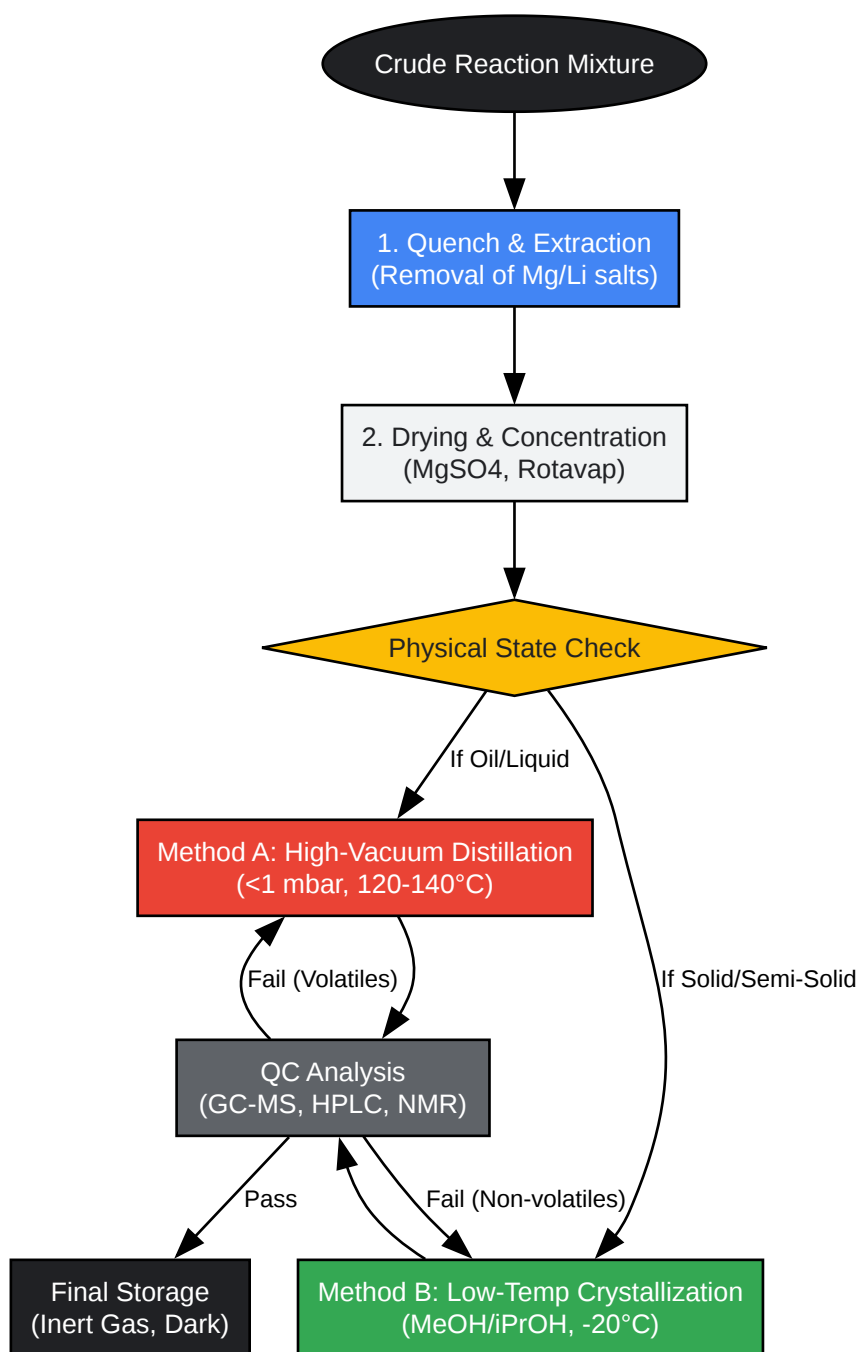 Crude Reaction Mixture
1. Quench & Extraction
(Removal of Mg/Li salts)
2. Drying & Concentration
(MgSO4, Rotavap)
Physical State Check
If Oil/Liquid
Method A: High-Vacuum Distillation
(<1 mbar, 120-140°C)
Fail (Volatiles)
If Solid/Semi-Solid
QC Analysis
(GC-MS, HPLC, NMR)
Pass
Fail (Non-volatiles)
Final Storage
(Inert Gas, Dark)
Method B: Low-Temp Crystallization
(MeOH/iPrOH, -20°C)